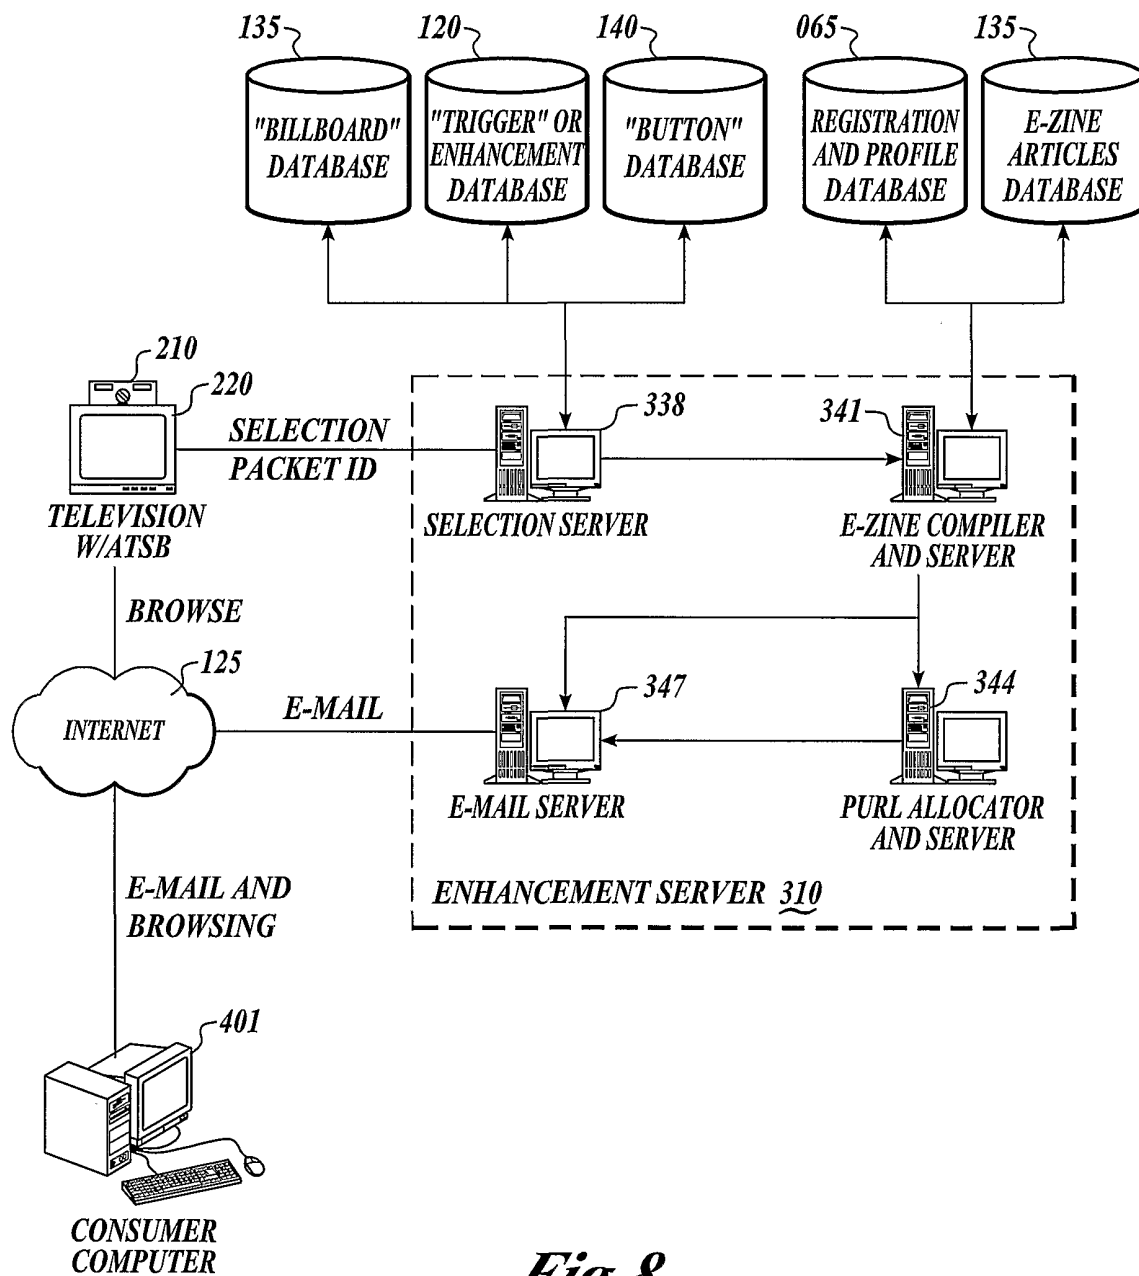 135
120
140
065
135
"BILLBOARD"
DATABASE
"TRIGGER" OR
ENHANCEMENT
DATABASE
"BUTTON"
DATABASE
REGISTRATION
AND PROFILE
DATABASE
E-ZINE
ARTICLES
DATABASE
210
220
SELECTION
PACKET ID
338
341
TELEVISION
W/ATSB
SELECTION SERVER
E-ZINE COMPILER
AND SERVER
BROWSE
125
INTERNET
E-MAIL
347
344
E-MAIL SERVER
PURL ALLOCATOR
AND SERVER
E-MAIL AND
BROWSING
ENHANCEMENT SERVER 310
401
CONSUMER
COMPUTER
Fig. 8